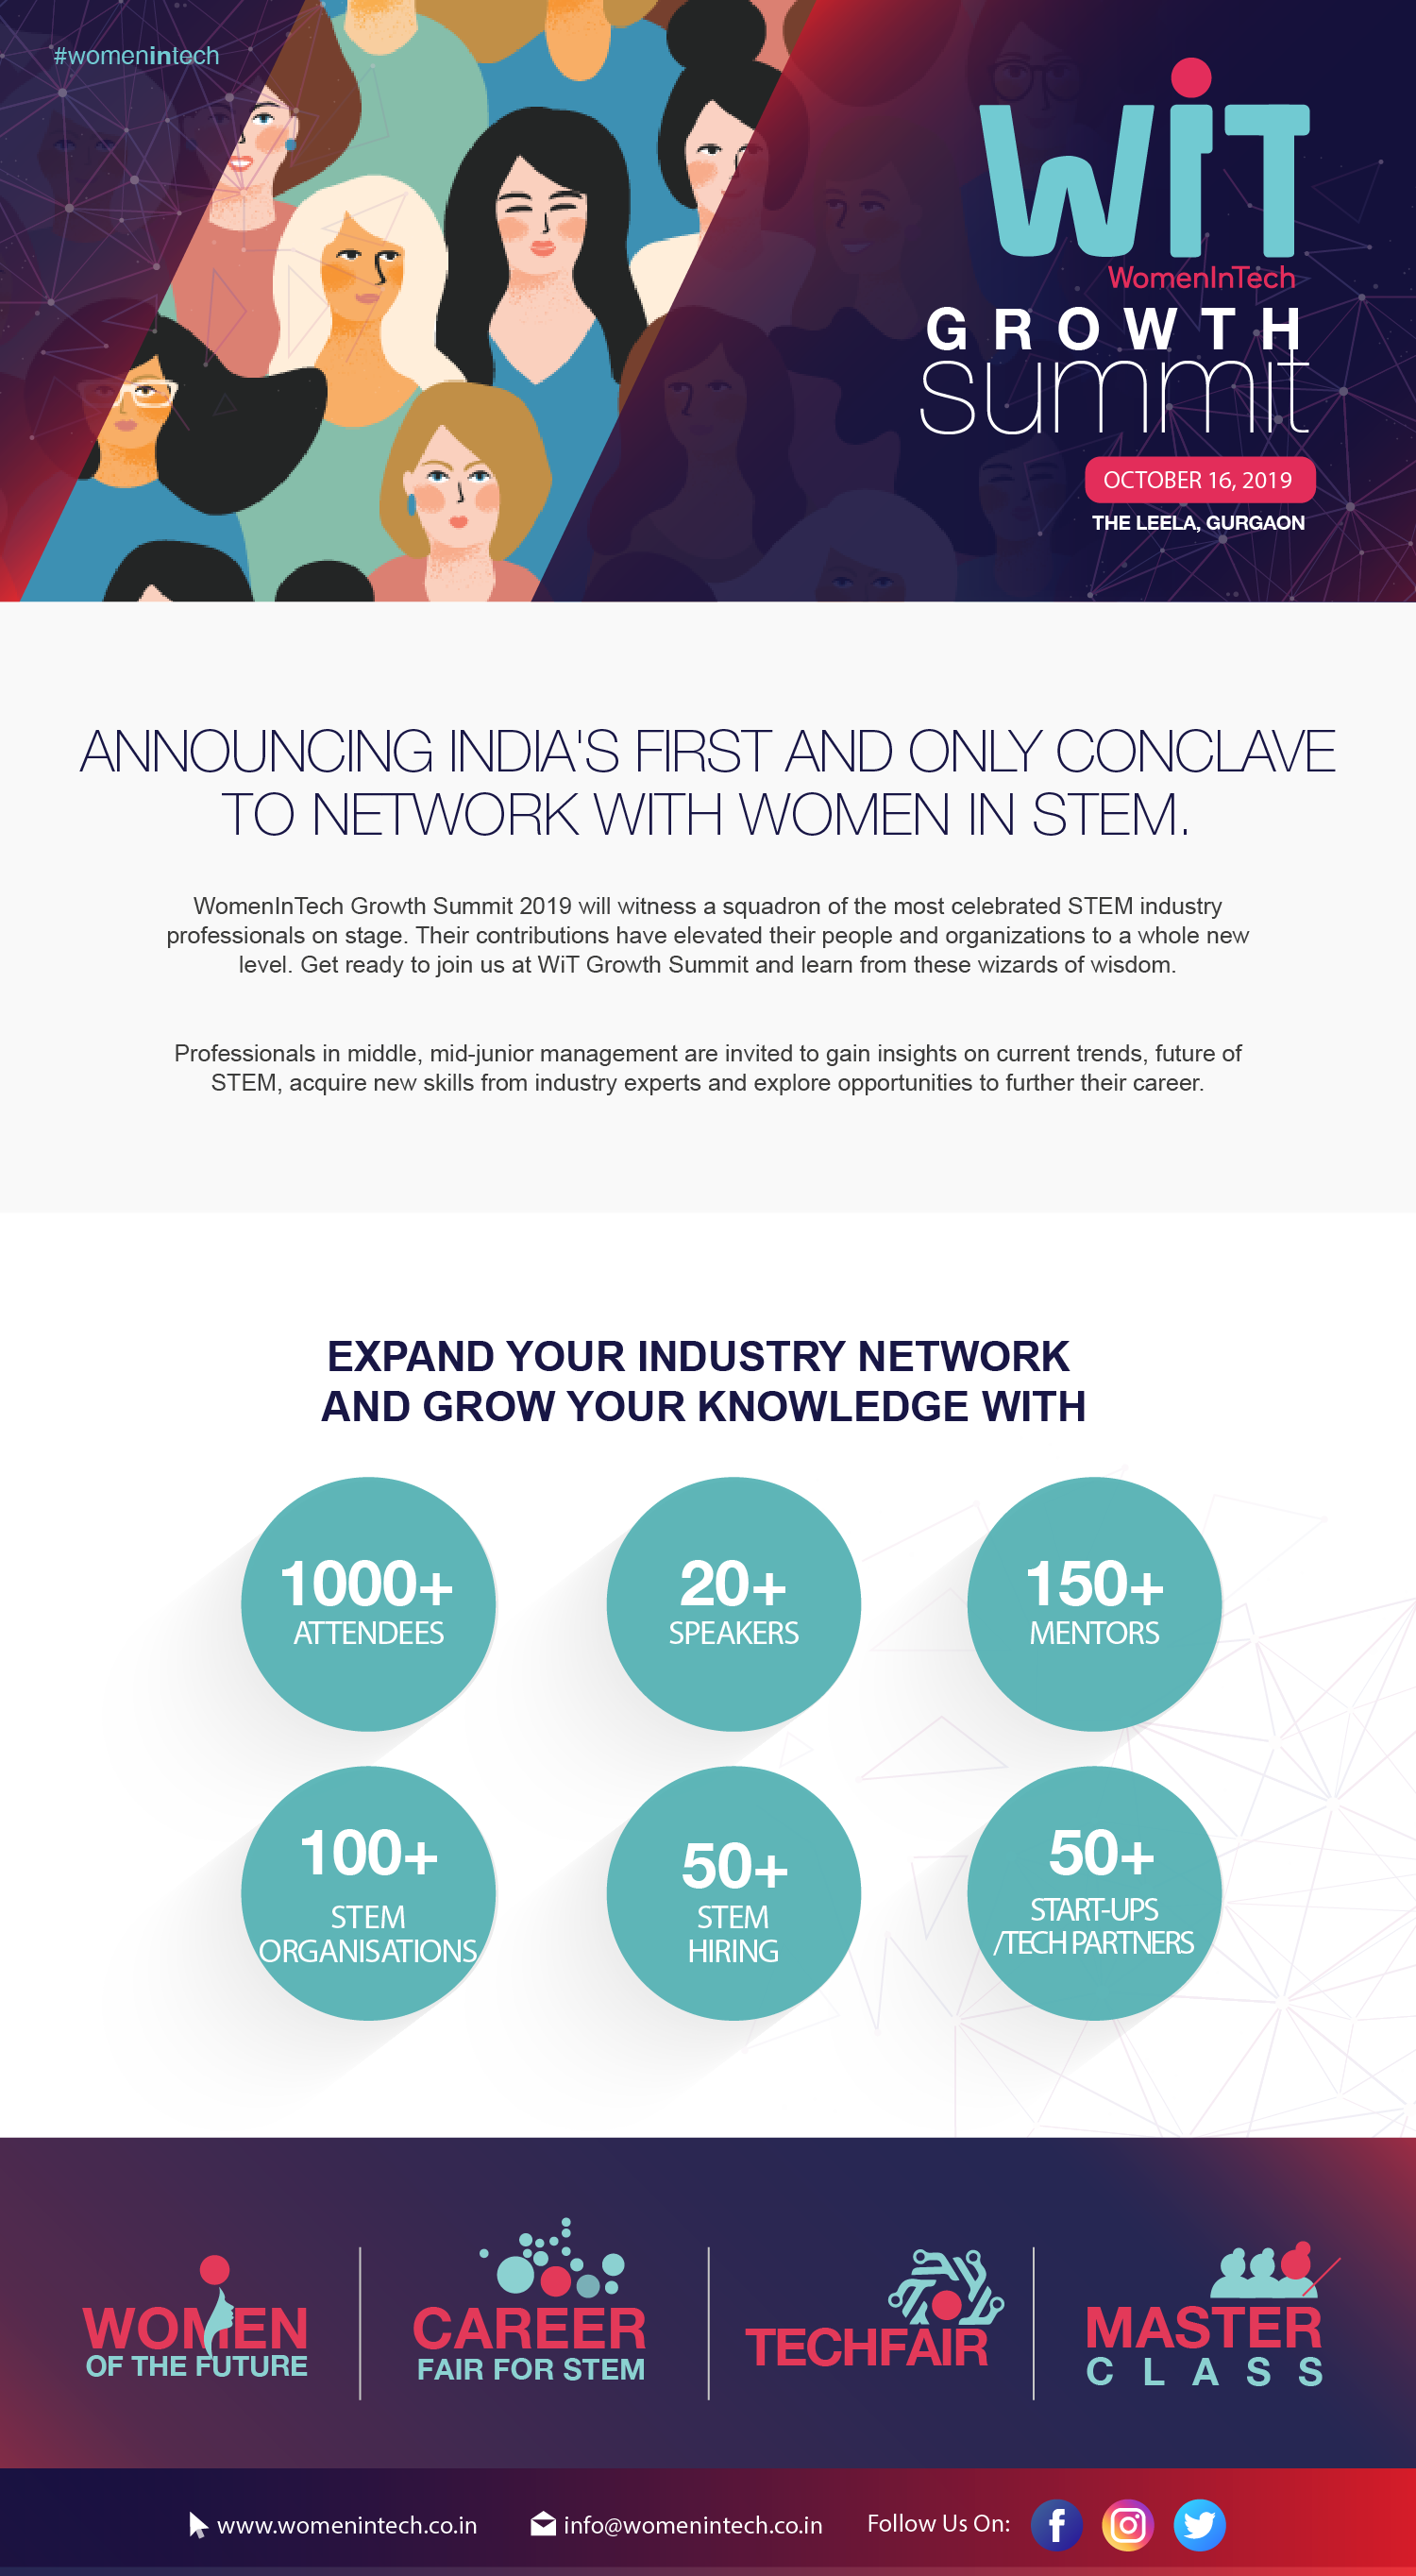 #womenintech
WiT
WomenInTech
GROWTH
summit
OCTOBER 16, 2019
THE LEELA, GURGAON
ANNOUNCING INDIA'S FIRST AND ONLY CONCLAVE
TO NETWORK WITH WOMEN IN STEM.
WomenInTech Growth Summit 2019 will witness a squadron of the most celebrated STEM industry
professionals on stage. Their contributions have elevated their people and organizations to a whole new
level. Get ready to join us at WiT Growth Summit and learn from these wizards of wisdom.
Professionals in middle, mid-junior management are invited to gain insights on current trends, future of
STEM, acquire new skills from industry experts and explore opportunities to further their career.
EXPAND YOUR INDUSTRY NETWORK
AND GROW YOUR KNOWLEDGE WITH
1000+
ATTENDEES
20+
SPEAKERS
150+
MENTORS
100+
STEM
ORGANISATIONS
50+
STEM
HIRING
50+
START-UPS
/TECH PARTNERS
WOMEN
OF THE FUTURE
CAREER
FAIR FOR STEM
TECHFAIR
MASTER
CLASS
www.womenintech.co.in
info@womenintech.co.in
Follow Us On: